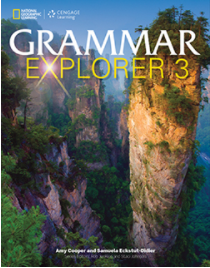 NATIONAL GEOGRAPHIC LEARNING
CENGAGE Learning
GRAMMAR
EXPLORER 3
Amy Cooper and Samuela Eckstut-Didier